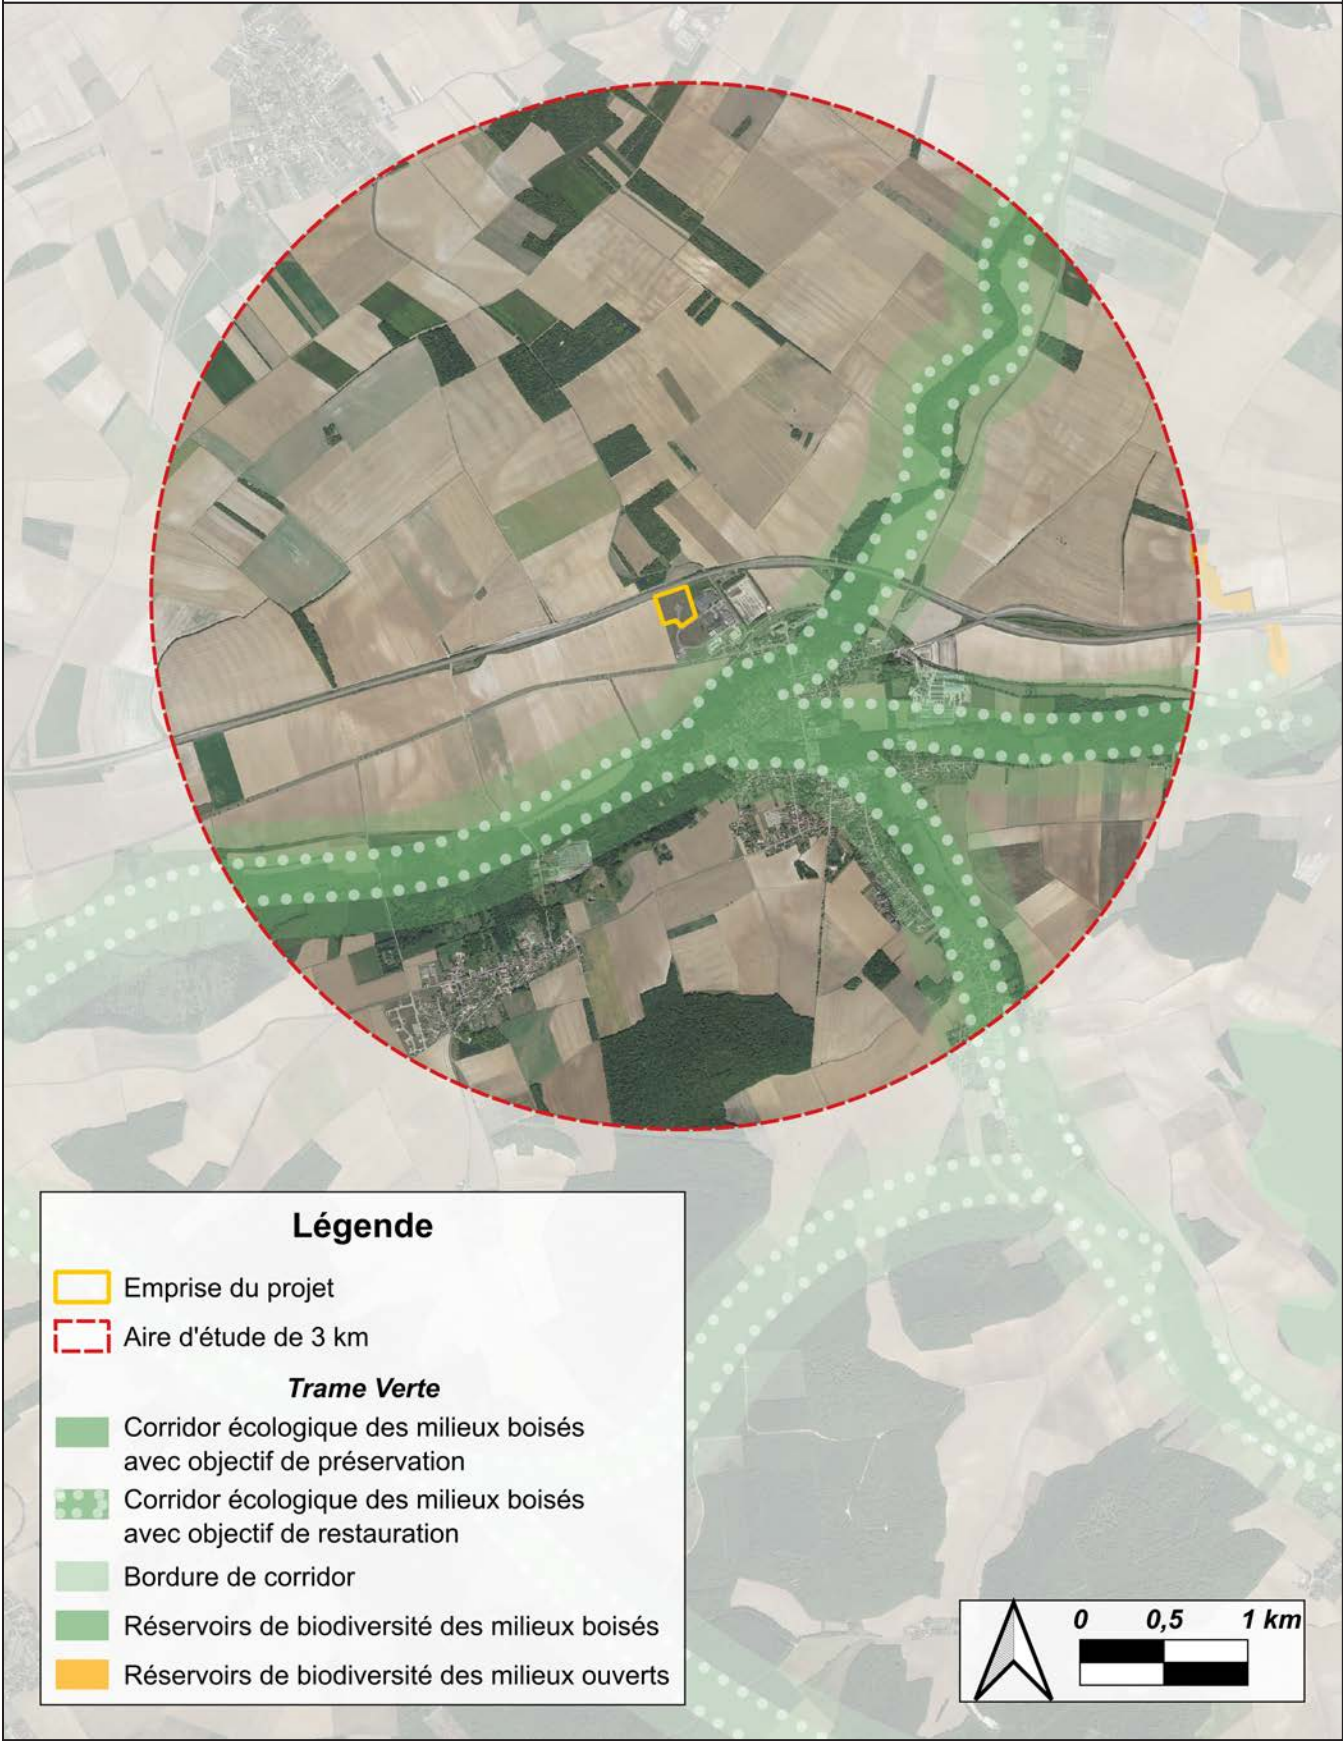 Légende
Emprise du projet
Aire d'étude de 3 km
Trame Verte
Corridor écologique des milieux boisés
avec objectif de préservation
Corridor écologique des milieux boisés
avec objectif de restauration
Bordure de corridor
Réservoirs de biodiversité des milieux boisés
Réservoirs de biodiversité des milieux ouverts
0 0,5 1 km